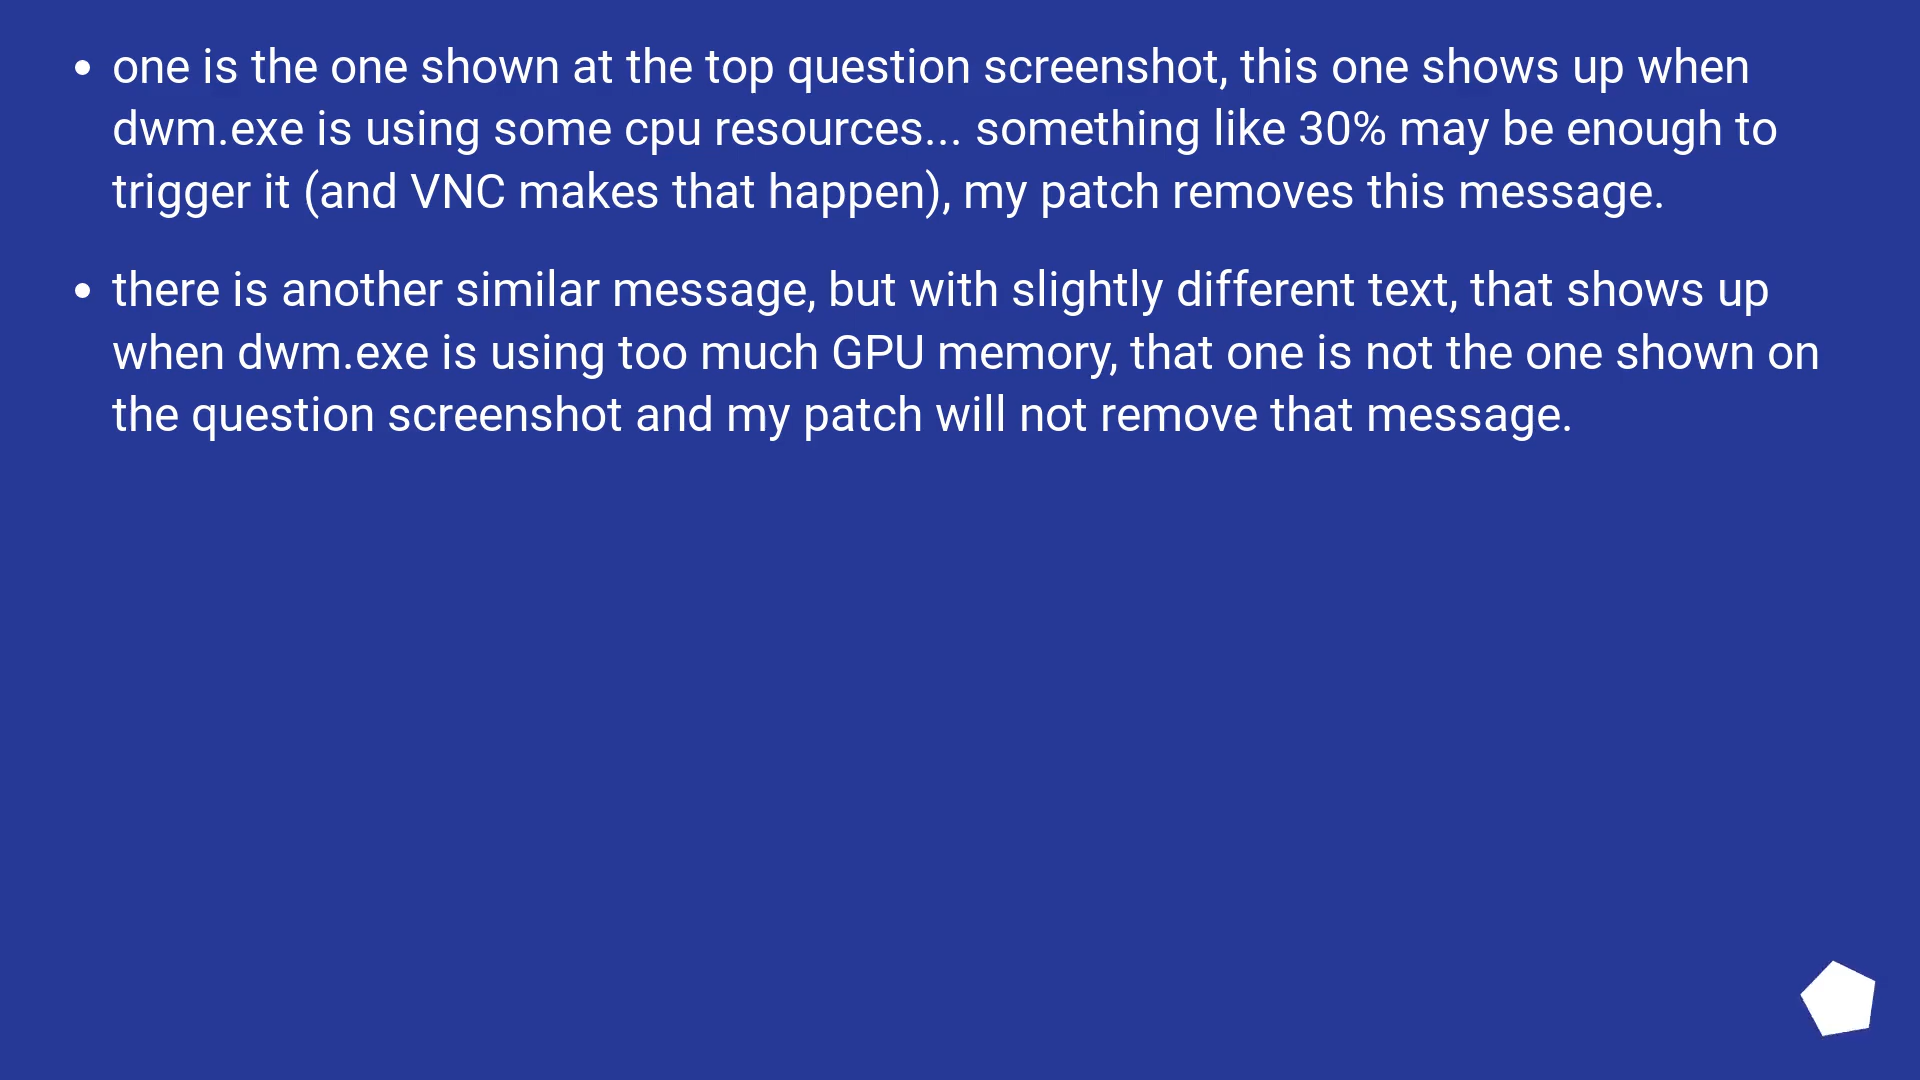 • one is the one shown at the top question screenshot, this one shows up when
dwm.exe is using some cpu resources... something like 30% may be enough to
trigger it (and VNC makes that happen), my patch removes this message.
• there is another similar message, but with slightly different text, that shows up
when dwm.exe is using too much GPU memory, that one is not the one shown on
the question screenshot and my patch will not remove that message.